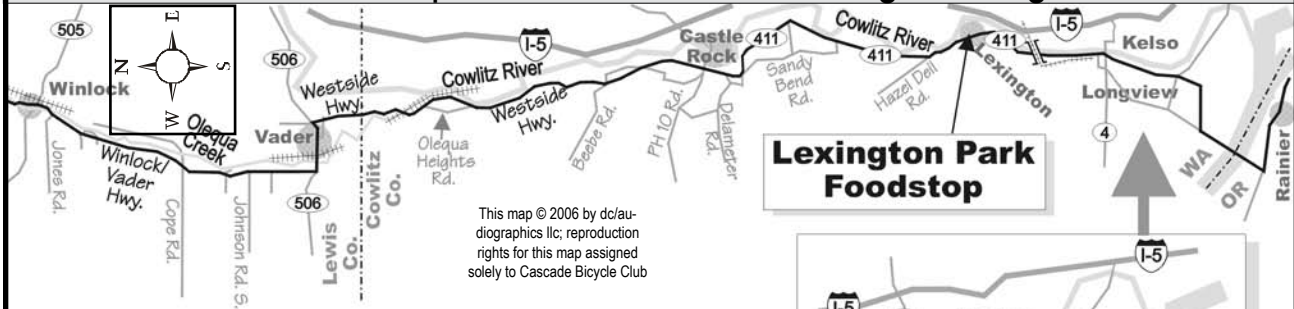 505
E
N
S
W
Winlock
Jones Rd.
Winlock/
Vader
Hwy.
Olequa
Creek
Cope Rd.
Johnson Rd. S.
506
Vader
506
Lewis
Co.
Cowlitz
Co.
Westside
Hwy.
Cowlitz River
Olequa
Heights
Rd.
Westside
Hwy.
I-5
Beebe Rd.
PH 10 Rd.
Delameter
Rd.
Castle
Rock
411
Sandy
Bend
Rd.
Cowlitz River
411
Hazel Dell
Rd.
Lexington
411
I-5
Kelso
Longview
4
WA
OR
Rainier
Lexington Park
Foodstop
This map © 2006 by dc/au-
diographics llc; reproduction
rights for this map assigned
solely to Cascade Bicycle Club
I-5
I-5